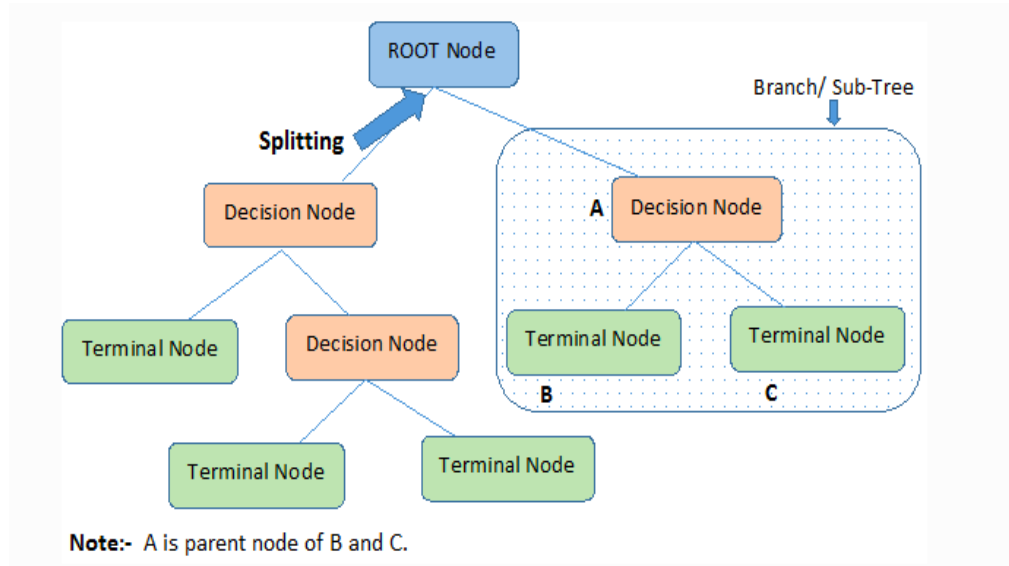 ROOT Node
Branch/ Sub-Tree
Splitting
Decision Node
A
Decision Node
Terminal Node
Decision Node
Terminal Node
Terminal Node
B
C
Terminal Node
Terminal Node
Note:- A is parent node of B and C.